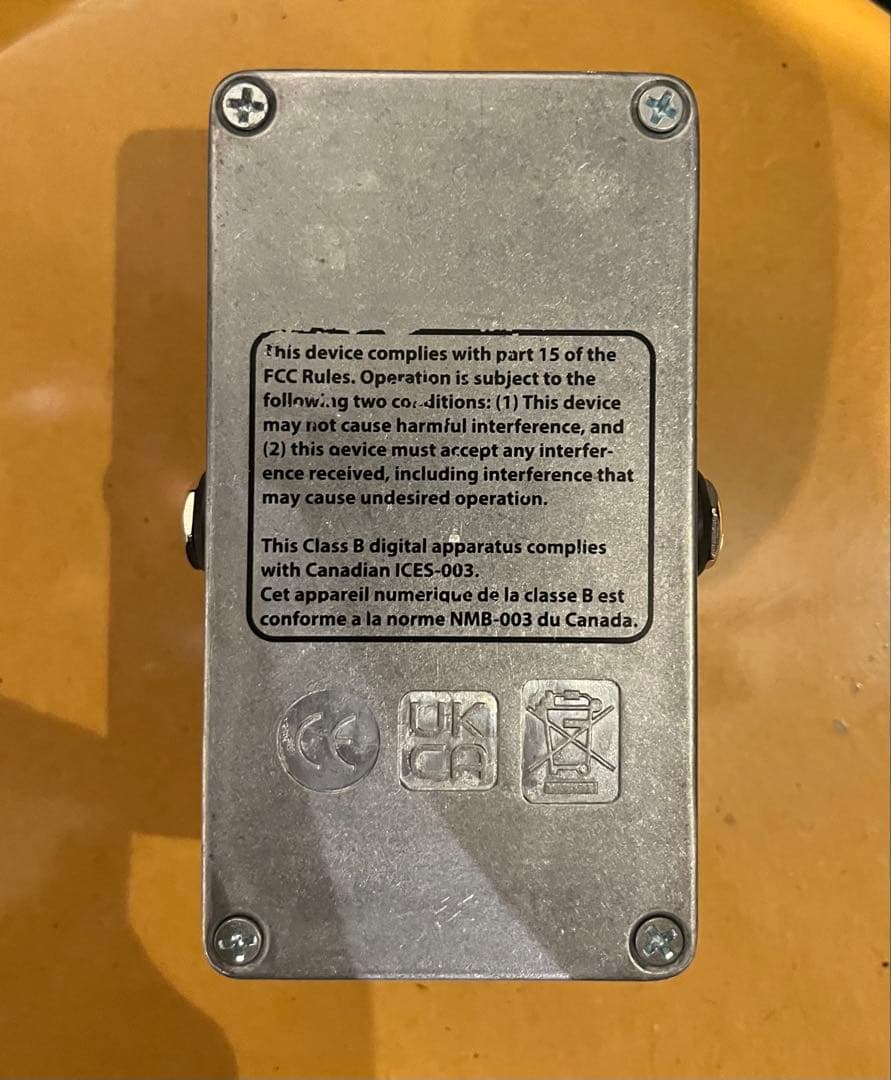 This device complies with part 15 of the
FCC Rules. Operation is subject to the
following two conditions: (1) This device
may not cause harmful interference, and
(2) this device must accept any interfer-
ence received, including interference that
may cause undesired operation.
This Class B digital apparatus complies
with Canadian ICES-003.
Cet appareil numerique de la classe B est
conforme a la norme NMB-003 du Canada.
CE
UK
CA